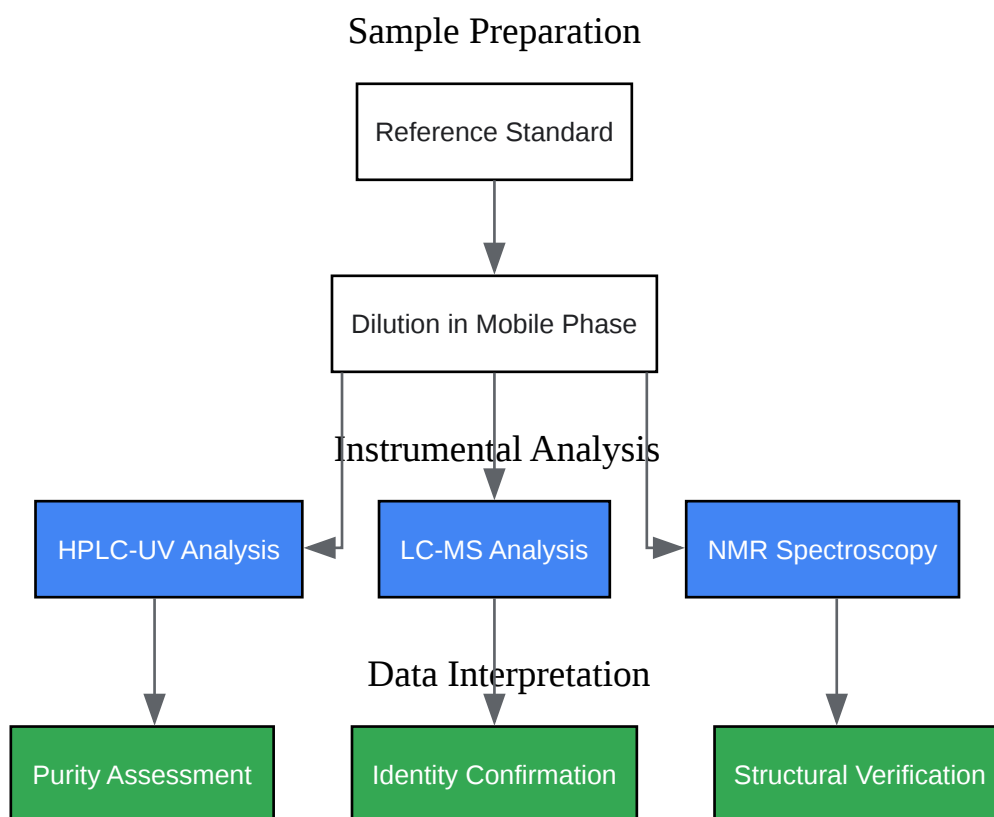 Sample Preparation
Reference Standard
Dilution in Mobile Phase
Instrumental Analysis
HPLC-UV Analysis
LC-MS Analysis
NMR Spectroscopy
Data Interpretation
Purity Assessment
Identity Confirmation
Structural Verification